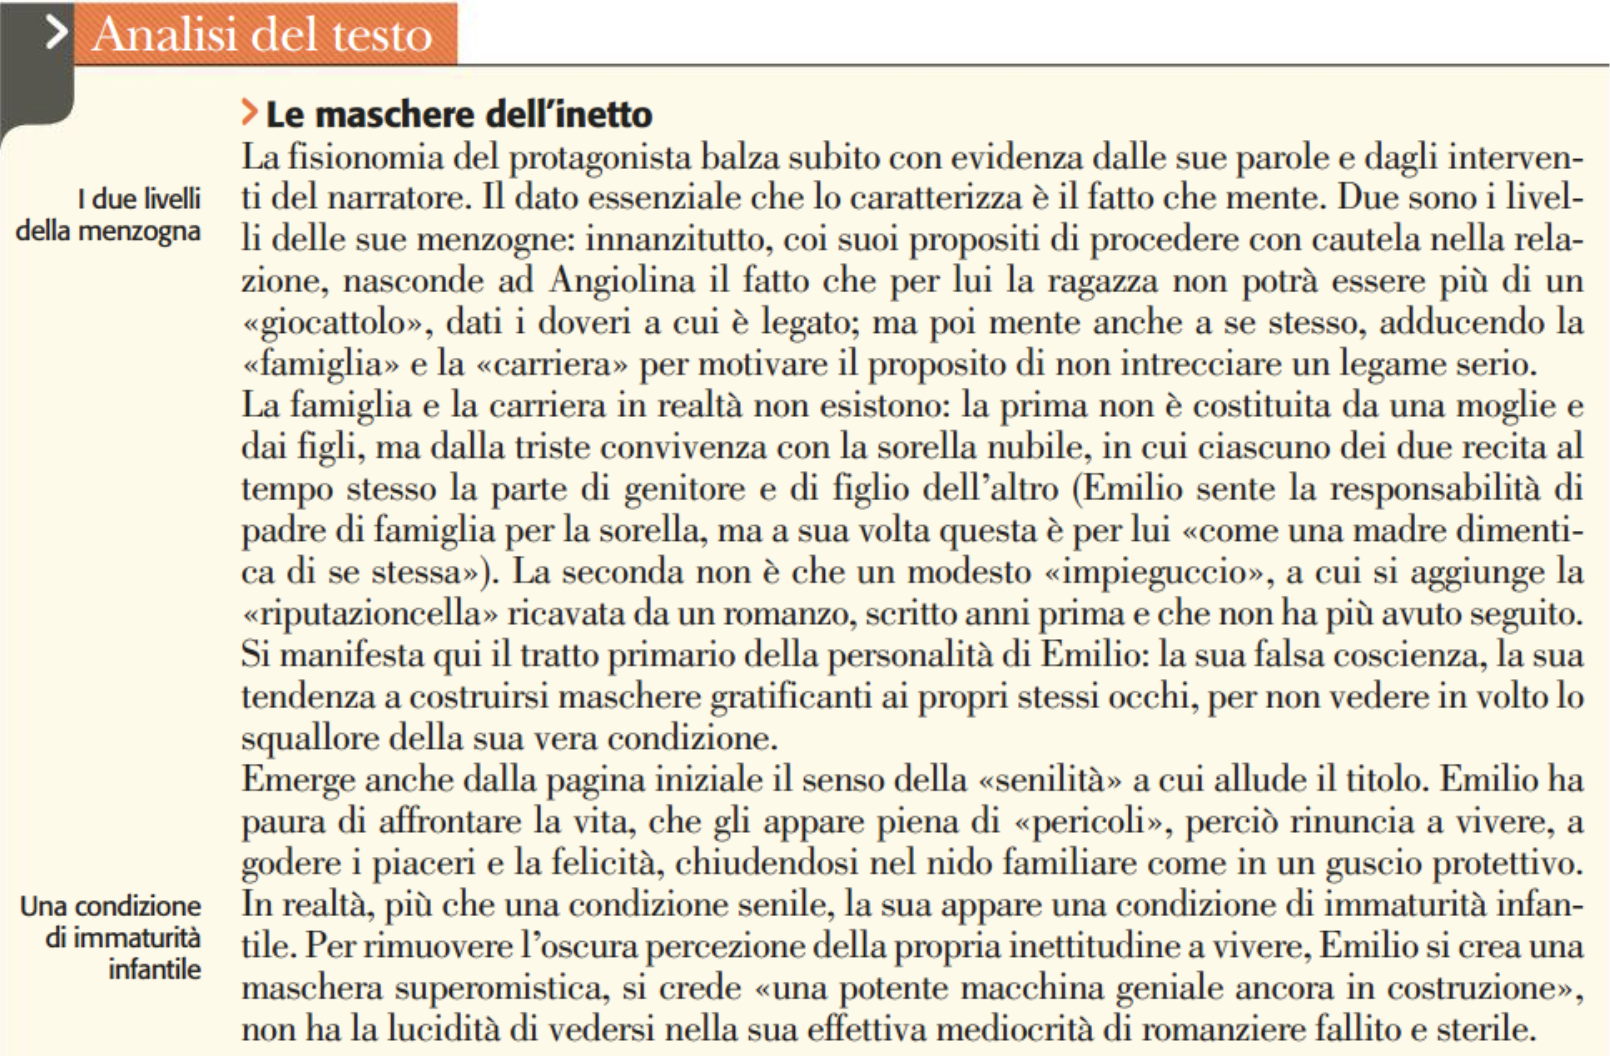 > Analisi del testo
> Le maschere dell'inetto
La fisionomia del protagonista balza subito con evidenza dalle sue parole e dagli interven-
I due livelli
della menzogna
ti del narratore. Il dato essenziale che lo caratterizza è il fatto che mente. Due sono i livel-
li delle sue menzogne: innanzitutto, coi suoi propositi di procedere con cautela nella rela-
zione, nasconde ad Angiolina il fatto che per lui la ragazza non potrà essere più di un
«giocattolo», dati i doveri a cui è legato; ma poi mente anche a se stesso, adducendo la
«famiglia» e la «carriera» per motivare il proposito di non intrecciare un legame serio.
La famiglia e la carriera in realtà non esistono: la prima non è costituita da una moglie e
dai figli, ma dalla triste convivenza con la sorella nubile, in cui ciascuno dei due recita al
tempo stesso la parte di genitore e di figlio dell'altro (Emilio sente la responsabilità di
padre di famiglia per la sorella, ma a sua volta questa è per lui «come una madre dimenti-
ca di se stessa»). La seconda non è che un modesto «impieguccio», a cui si aggiunge la
«riputazioncella» ricavata da un romanzo, scritto anni prima e che non ha più avuto seguito.
Si manifesta qui il tratto primario della personalità di Emilio: la sua falsa coscienza, la sua
tendenza a costruirsi maschere gratificanti ai propri stessi occhi, per non vedere in volto lo
squallore della sua vera condizione.
Emerge anche dalla pagina iniziale il senso della «senilità» a cui allude il titolo. Emilio ha
paura di affrontare la vita, che gli appare piena di «pericoli», perciò rinuncia a vivere, a
godere i piaceri e la felicità, chiudendosi nel nido familiare come in un guscio protettivo.
Una condizione
di immaturità
infantile
In realtà, più che una condizione senile, la sua appare una condizione di immaturità infan-
tile. Per rimuovere l'oscura percezione della propria inettitudine a vivere, Emilio si crea una
maschera superomistica, si crede «una potente macchina geniale ancora in costruzione»,
non ha la lucidità di vedersi nella sua effettiva mediocrità di romanziere fallito e sterile.